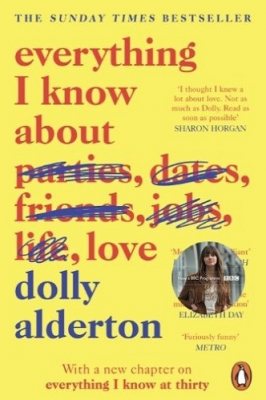 THE SUNDAY TIMES BESTSELLER
everything
I know
about
parties, dates,
friends, jobs,
life, love
dolly
alderton
'I thought I knew a
lot about love. Not as
much as Dolly. Read as
soon as possible'
SHARON HORGAN
BBC
ELIZABETH DAY
'Furiously funny'
METRO
With a new chapter on
everything I know at thirty